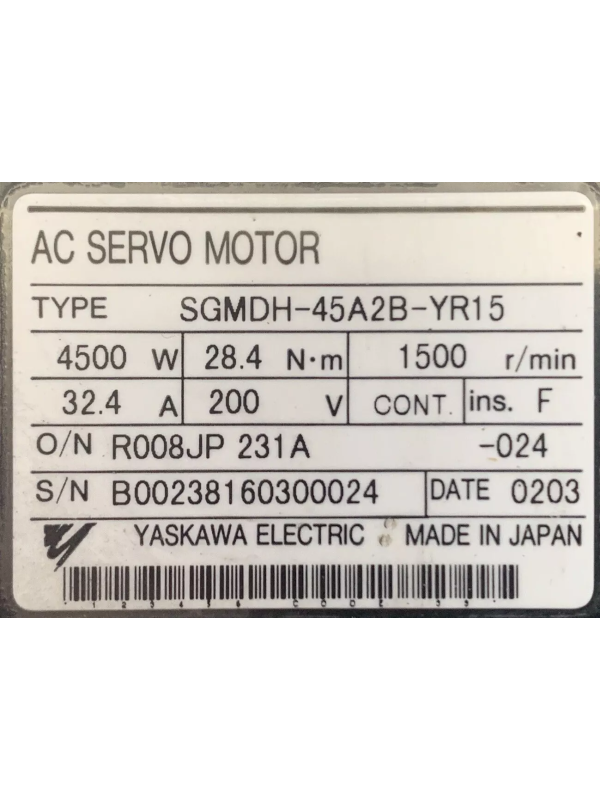 AC SERVO MOTOR
TYPE SGMDH-45A2B-YR15
4500 W 28.4 N·m 1500 r/min
32.4 A 200 V CONT. ins. F
O/N R008JP 231A -024
S/N B00238160300024 DATE 0203
YASKAWA ELECTRIC MADE IN JAPAN